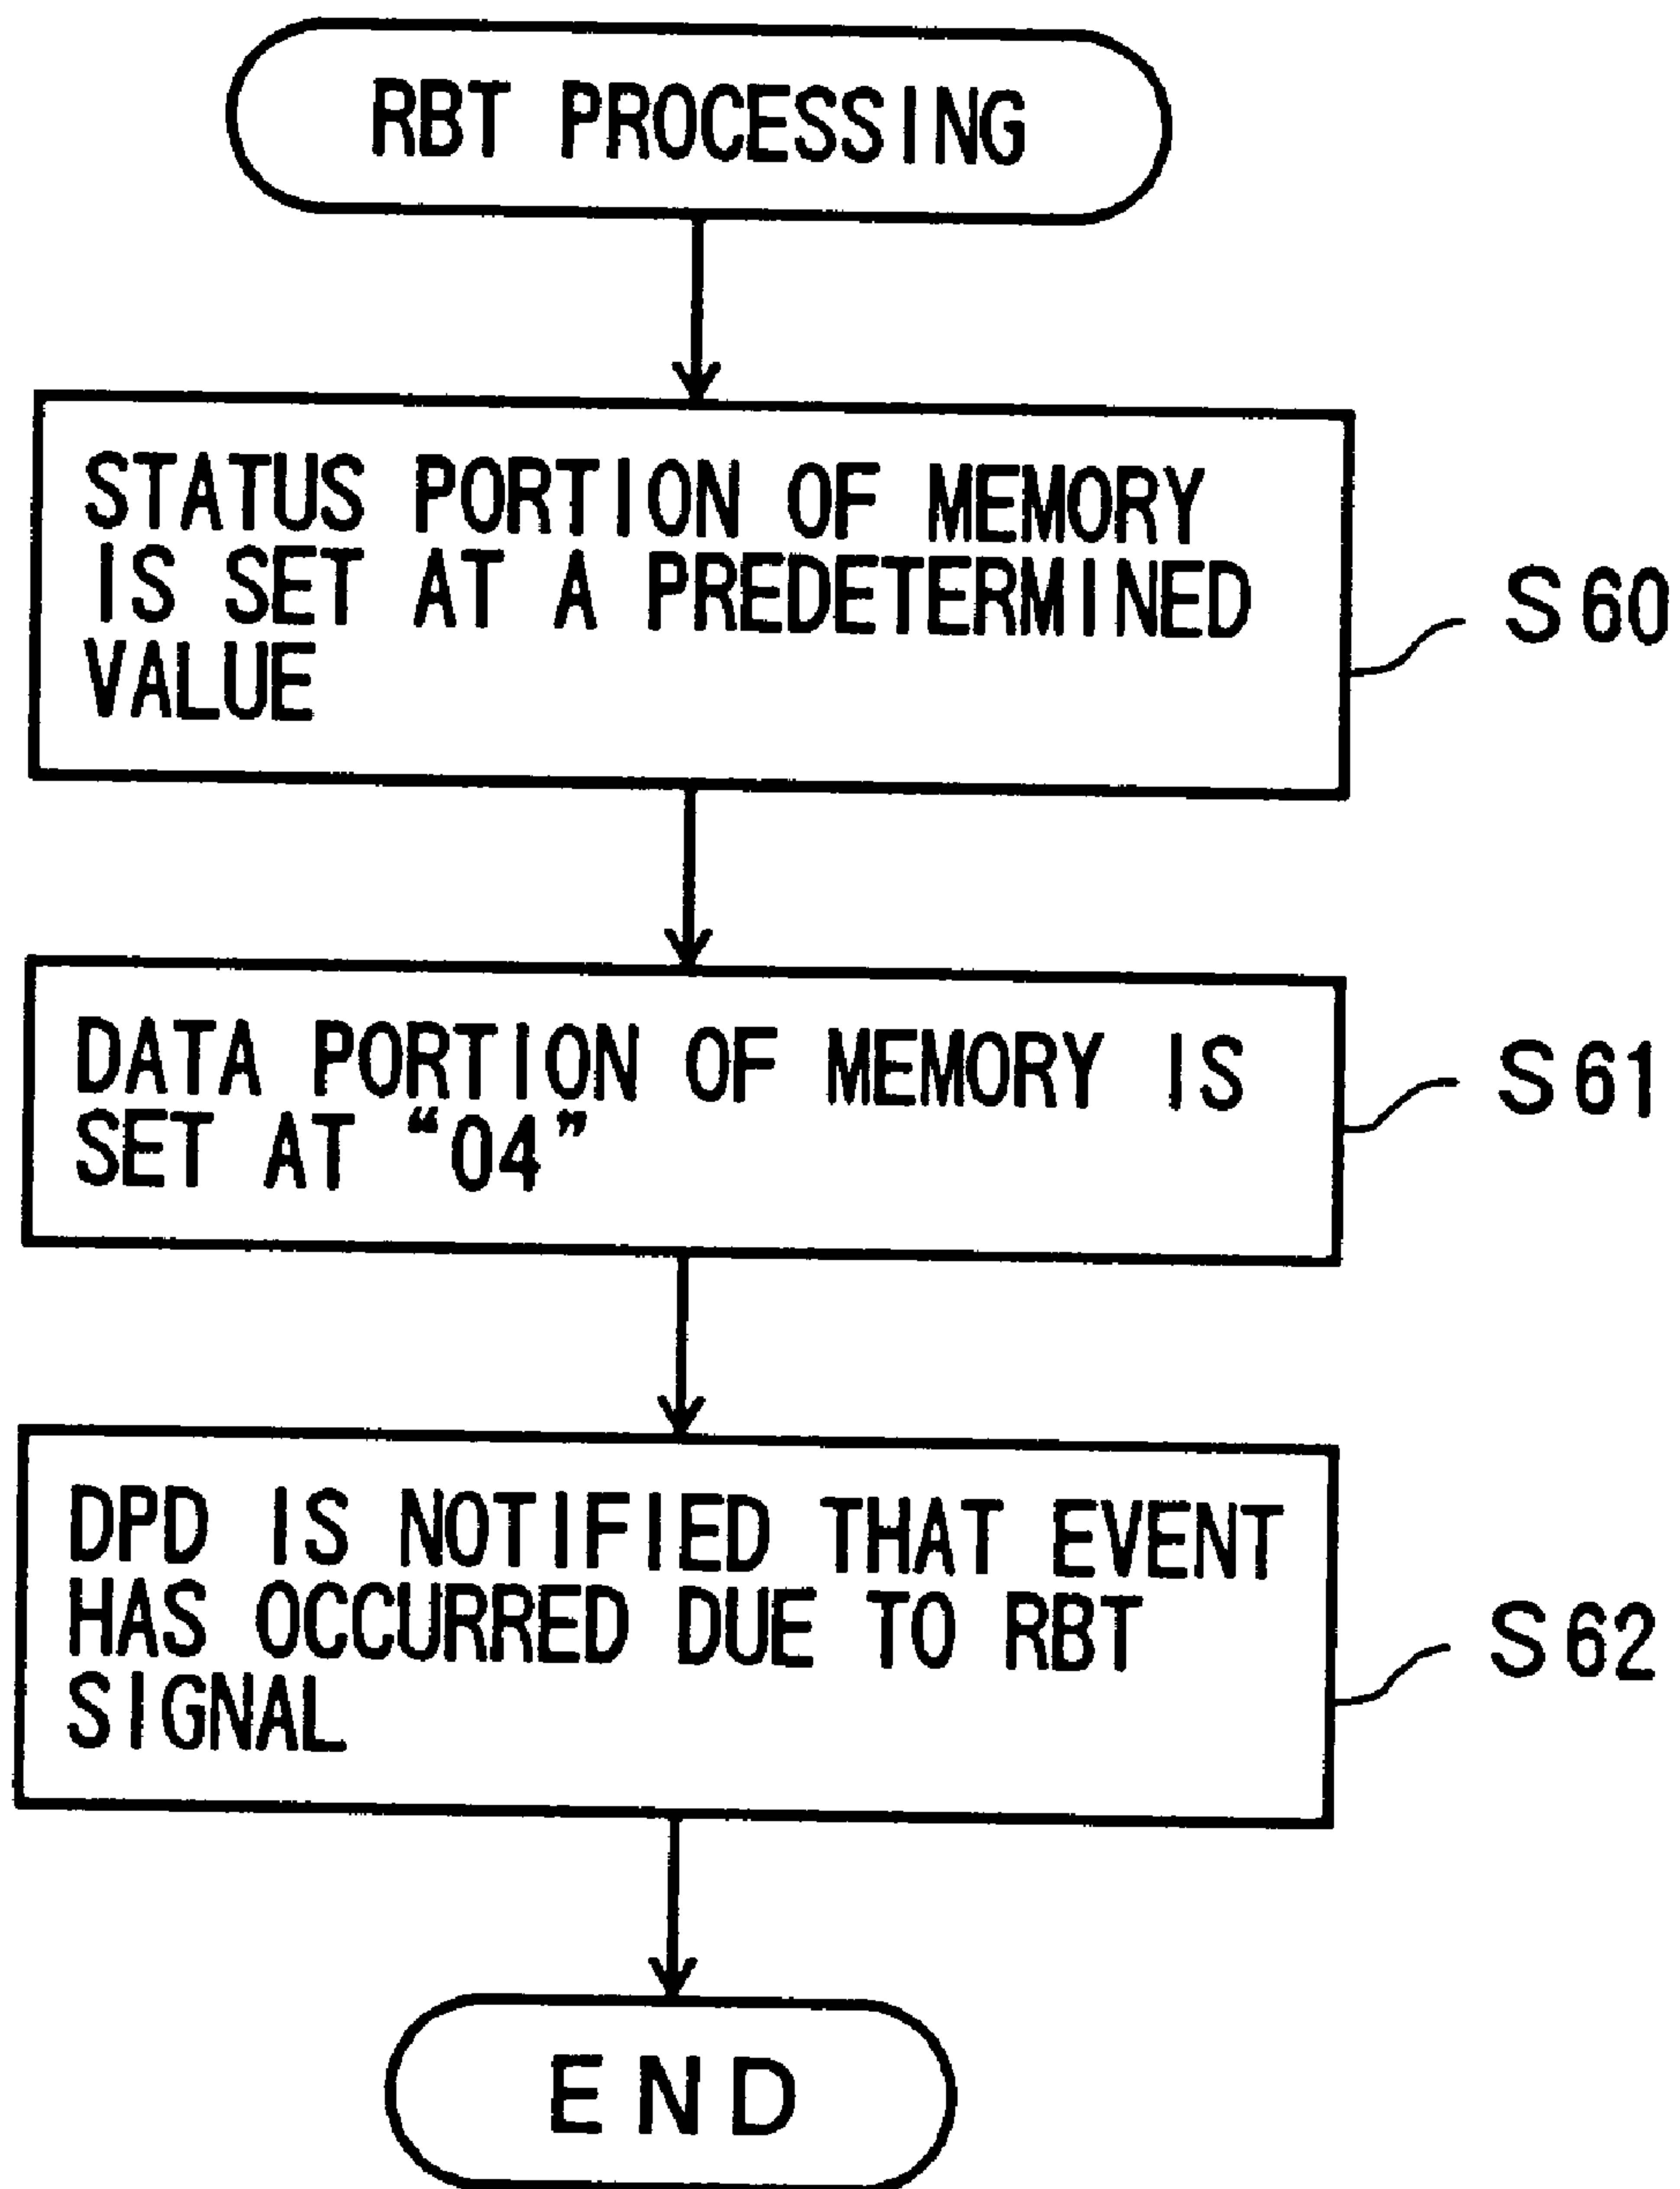 RBT PROCESSING
STATUS PORTION OF MEMORY
IS SET AT A PREDETERMINED
VALUE
S60
DATA PORTION OF MEMORY IS
SET AT “04”
S61
DPD IS NOTIFIED THAT EVENT
HAS OCCURRED DUE TO RBT
SIGNAL
S62
END